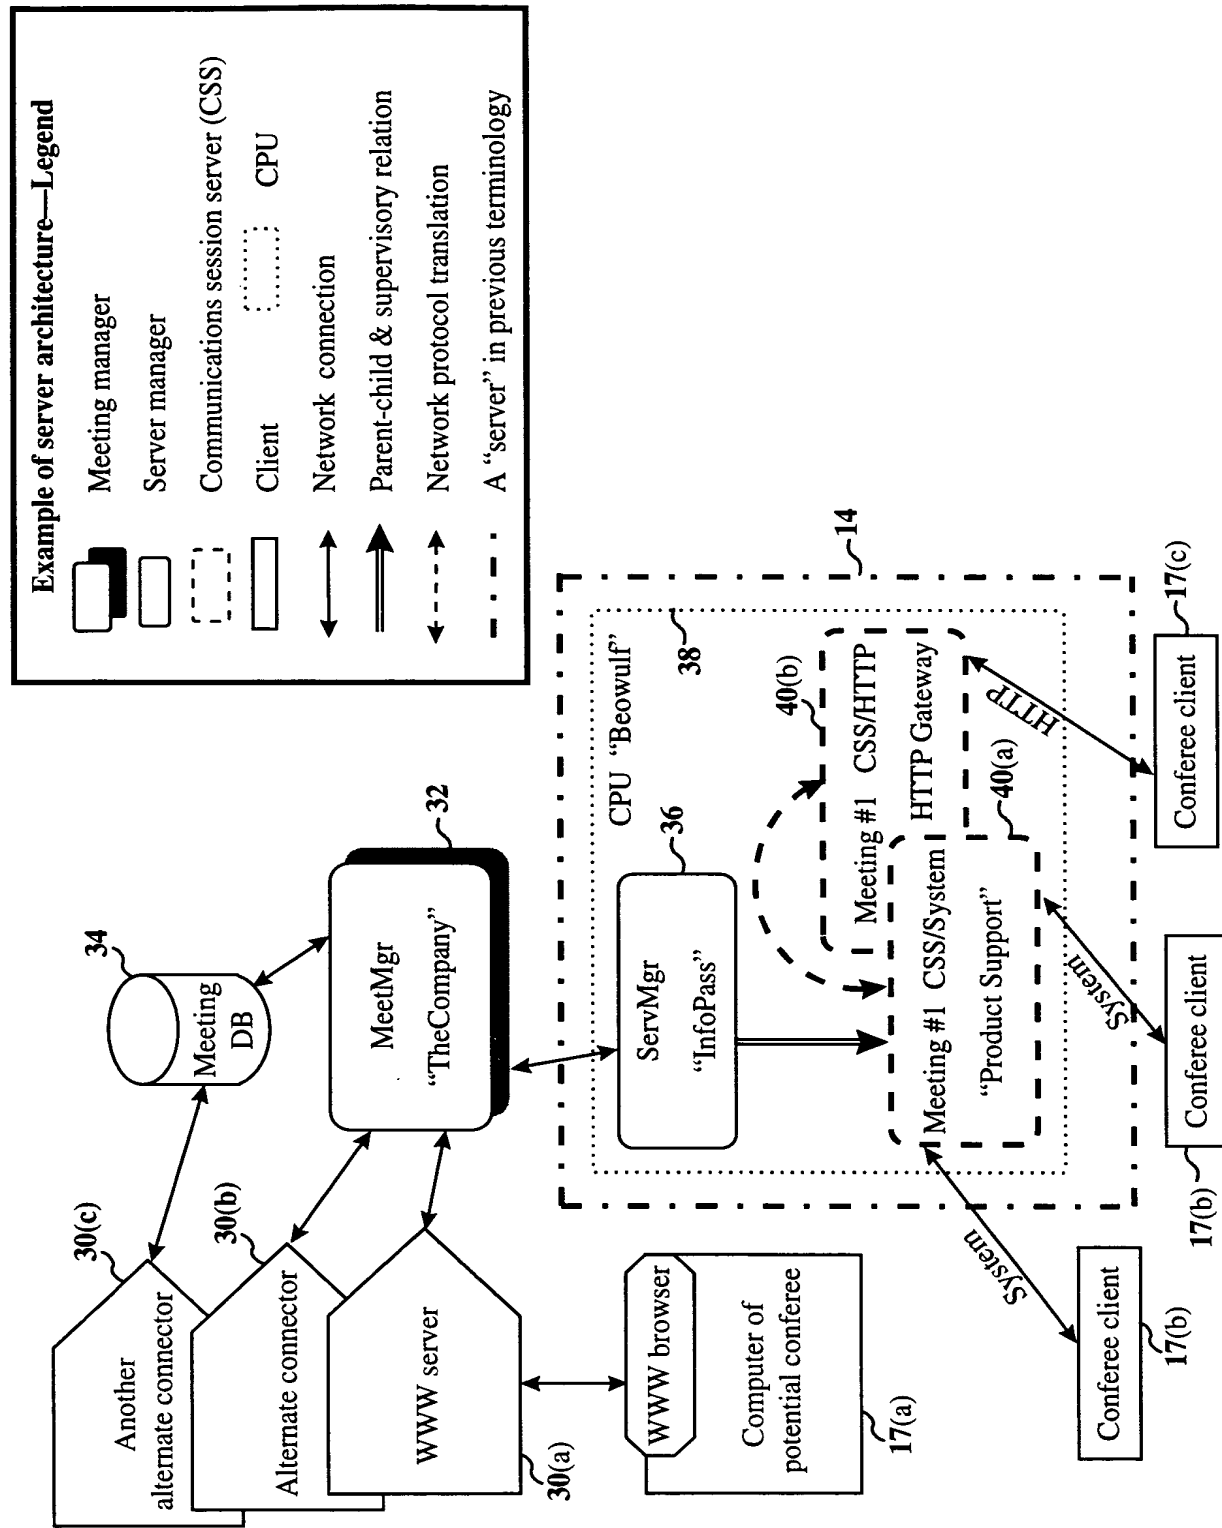 Example of server architecture—Legend
Meeting manager
Server manager
Communications session server (CSS)
Client
CPU
Network connection
Parent-child & supervisory relation
Network protocol translation
A “server” in previous terminology
30(c)
Another
alternate connector
30(b)
Alternate connector
WWW server
30(a)
34
Meeting
DB
32
MeetMgr
“TheCompany”
WWW browser
Computer of
potential conferee
17(a)
14
38
CPU “Beowulf”
36
ServMgr
“InfoPass”
40(b)
Meeting #1 CSS/HTTP
HTTP Gateway
40(a)
Meeting #1 CSS/System
“Product Support”
System
System
HTTP
Conferee client
17(b)
Conferee client
17(b)
Conferee client
17(c)